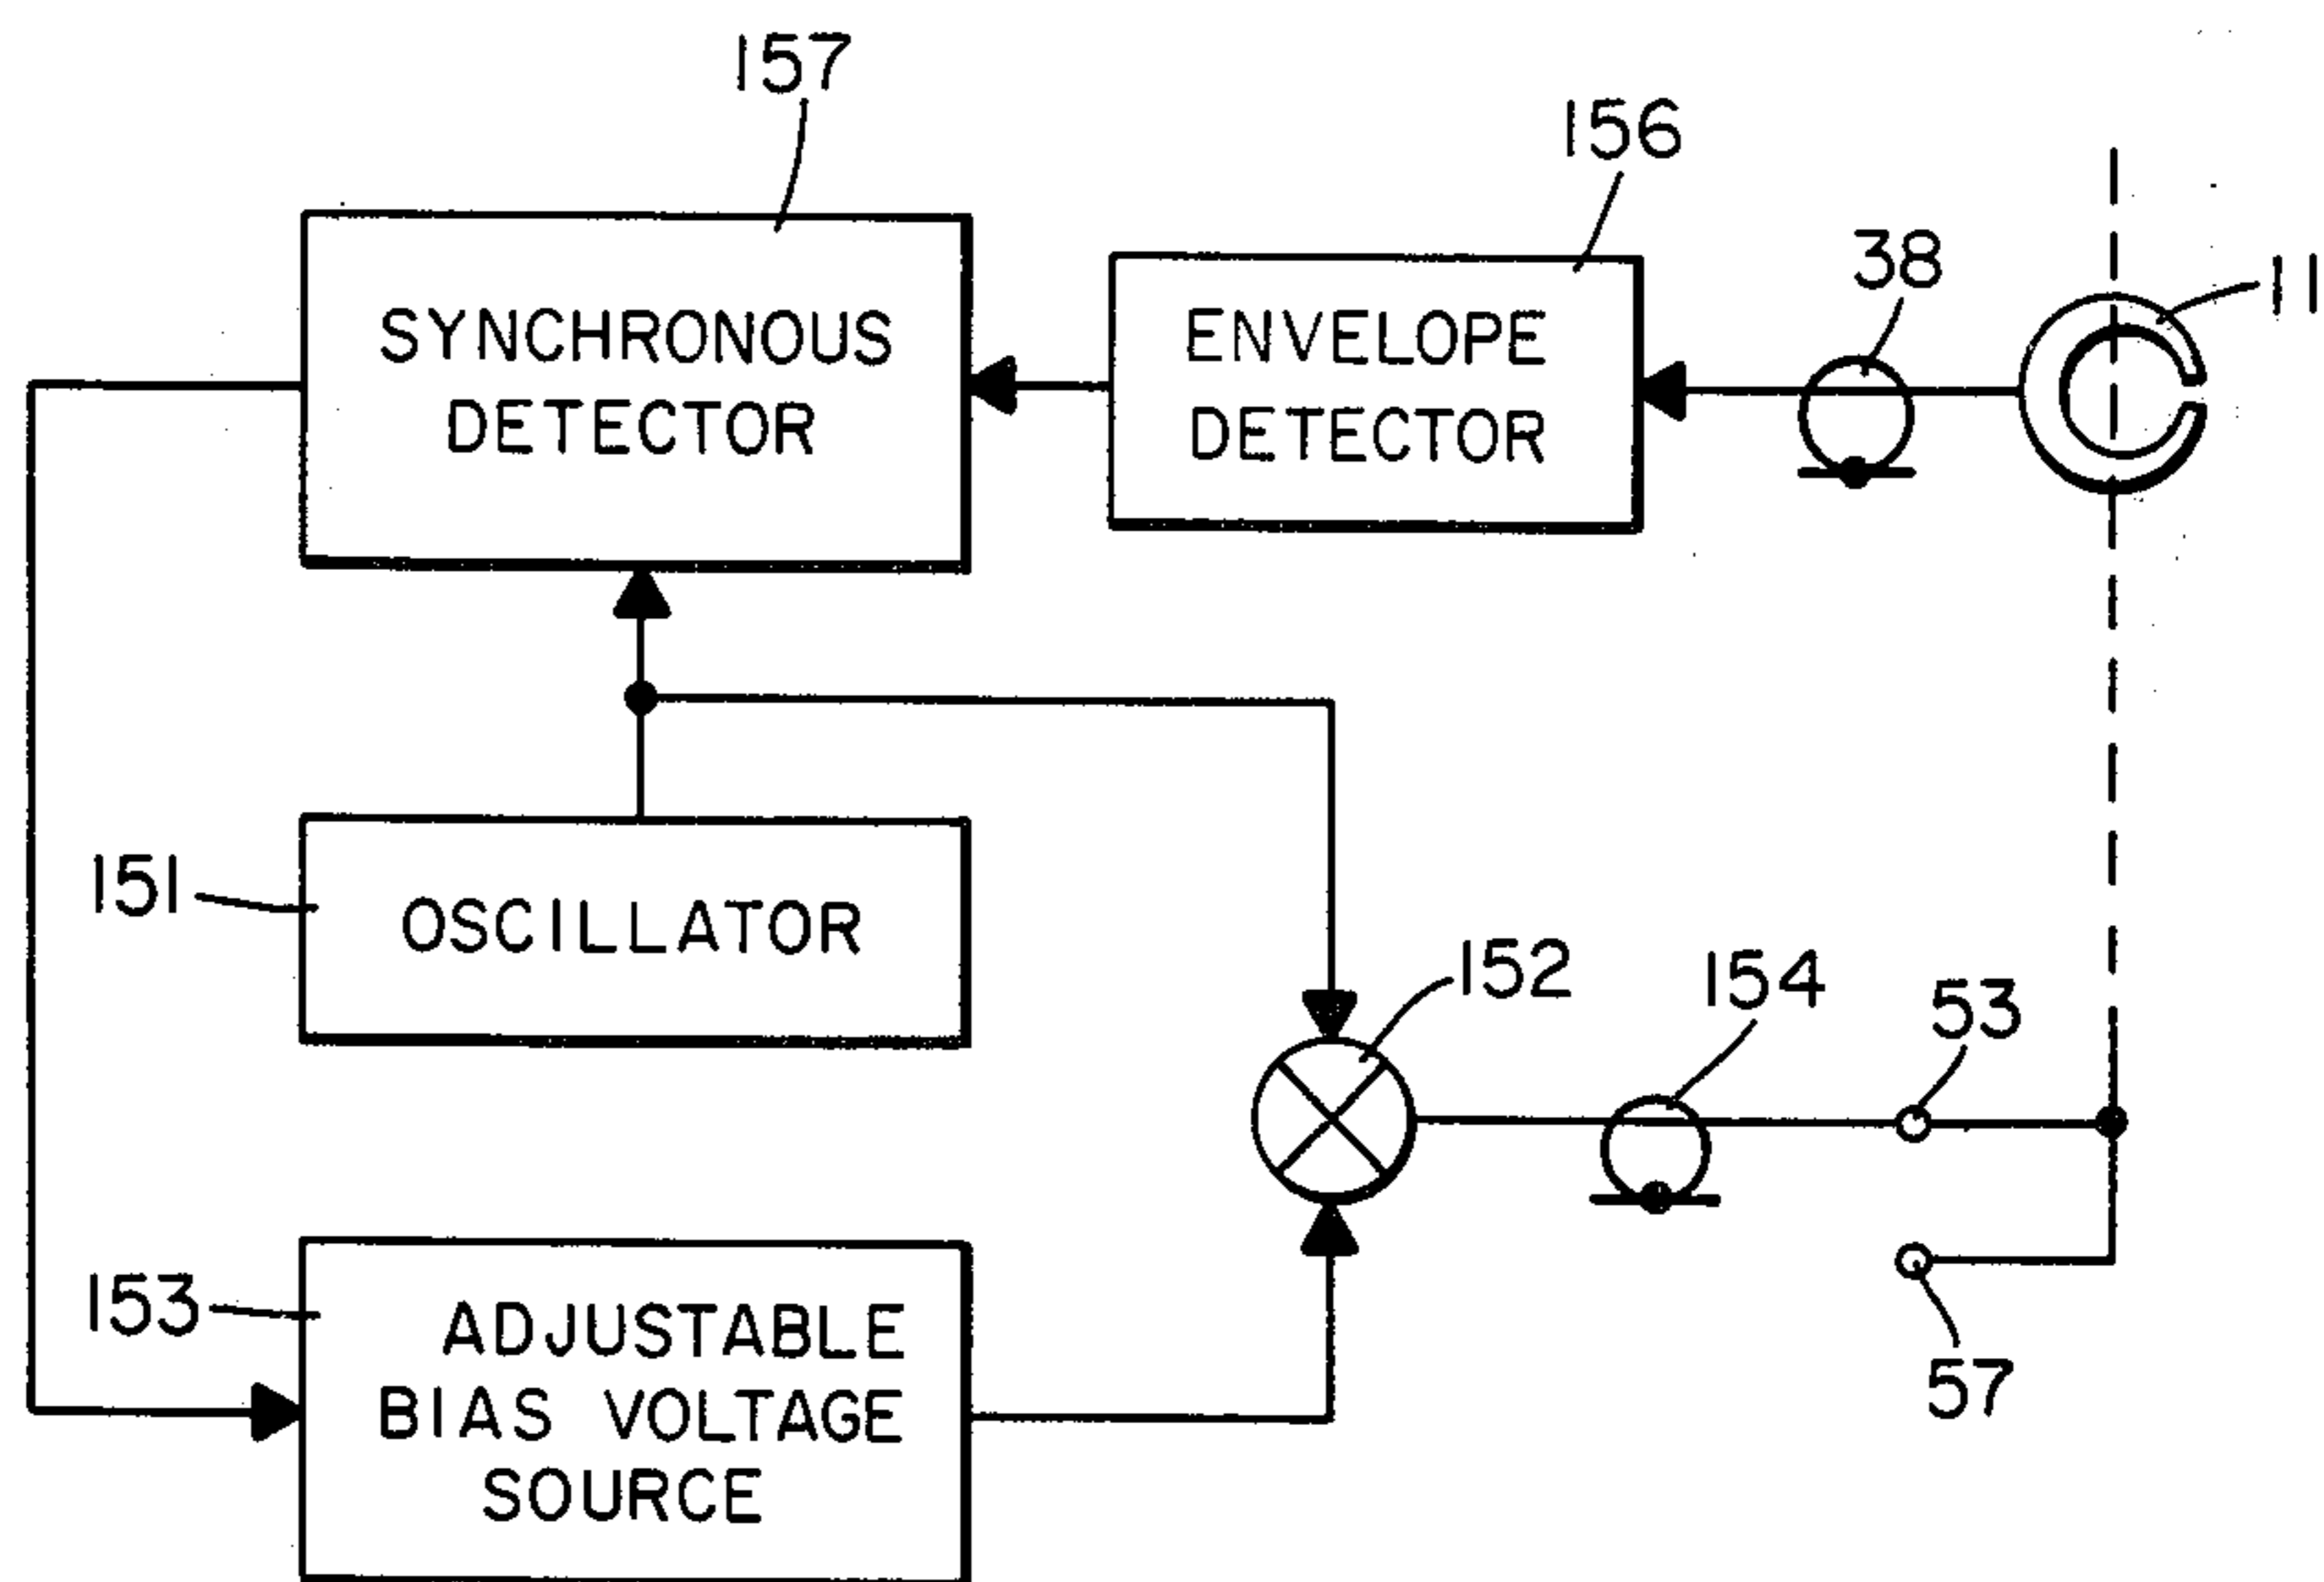 157
156
38
11
SYNCHRONOUS
DETECTOR
ENVELOPE
DETECTOR
151
OSCILLATOR
152
154
53
153
ADJUSTABLE
BIAS VOLTAGE
SOURCE
57